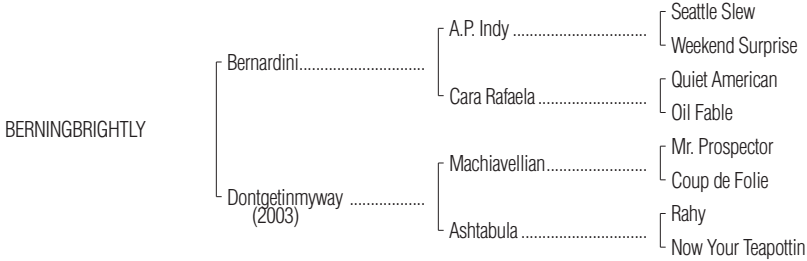 Seattle Slew
A.P. Indy ................................
Weekend Surprise
Bernardini..............................
Quiet American
Cara Rafaela ..........................
Oil Fable
BERNINGBRIGHTLY
Mr. Prospector
Machiavellian........................
Coup de Folie
Dontgetinmyway ..................
(2003)
Rahy
Ashtabula ..............................
Now Your Teapottin